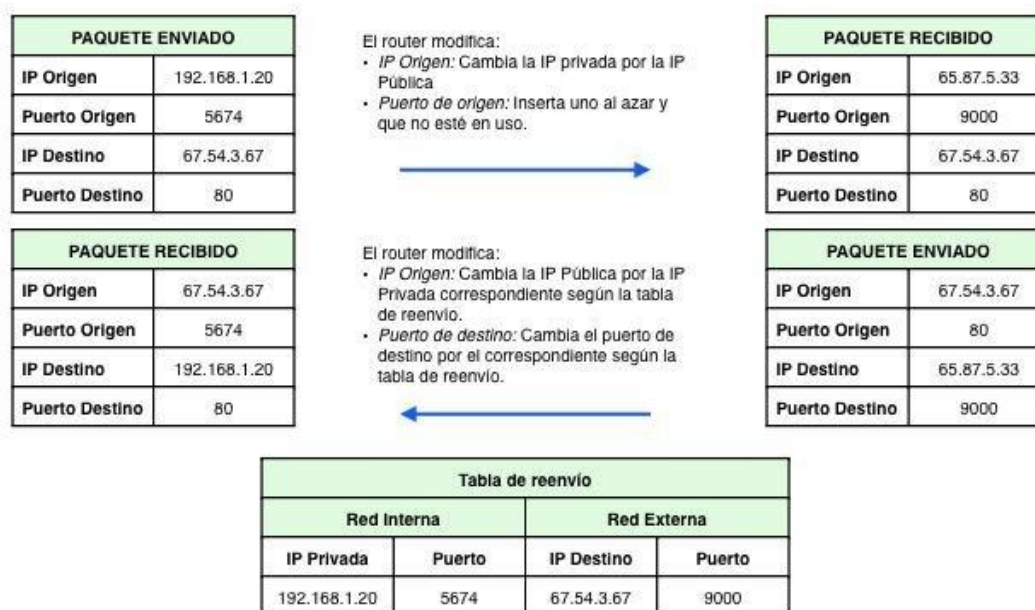 PAQUETE ENVIADO
IP Origen 192.168.1.20
Puerto Origen 5674
IP Destino 67.54.3.67
Puerto Destino 80
El router modifica:
• IP Origen: Cambia la IP privada por la IP
Pública
• Puerto de origen: Inserta uno al azar y
que no esté en uso.
PAQUETE RECIBIDO
IP Origen 65.87.5.33
Puerto Origen 9000
IP Destino 67.54.3.67
Puerto Destino 80
PAQUETE RECIBIDO
IP Origen 67.54.3.67
Puerto Origen 5674
IP Destino 192.168.1.20
Puerto Destino 80
El router modifica:
• IP Origen: Cambia la IP Pública por la IP
Privada correspondiente según la tabla
de reenvío.
• Puerto de destino: Cambia el puerto de
destino por el correspondiente según la
tabla de reenvío.
PAQUETE ENVIADO
IP Origen 67.54.3.67
Puerto Origen 80
IP Destino 65.87.5.33
Puerto Destino 9000
Tabla de reenvío
Red Interna Red Externa
IP Privada Puerto IP Destino Puerto
192.168.1.20 5674 67.54.3.67 9000